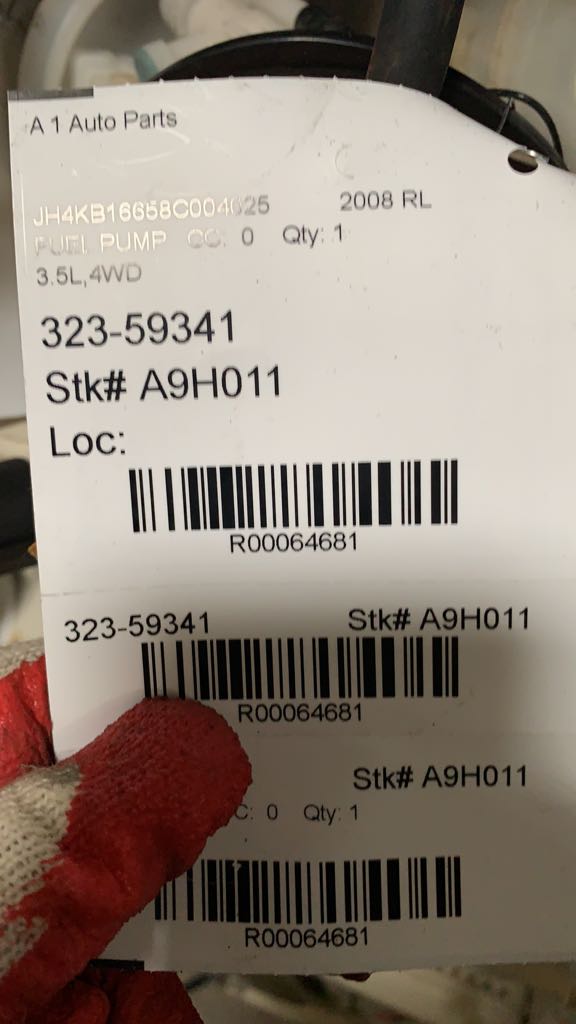 A 1 Auto Parts
JH4KB16658C004625 2008 RL
FUEL PUMP CC: 0 Qty: 1
3.5L,4WD
323-59341
Stk# A9H011
Loc:
R00064681
323-59341 Stk# A9H011
R00064681
Stk# A9H011
C: 0 Qty: 1
R00064681